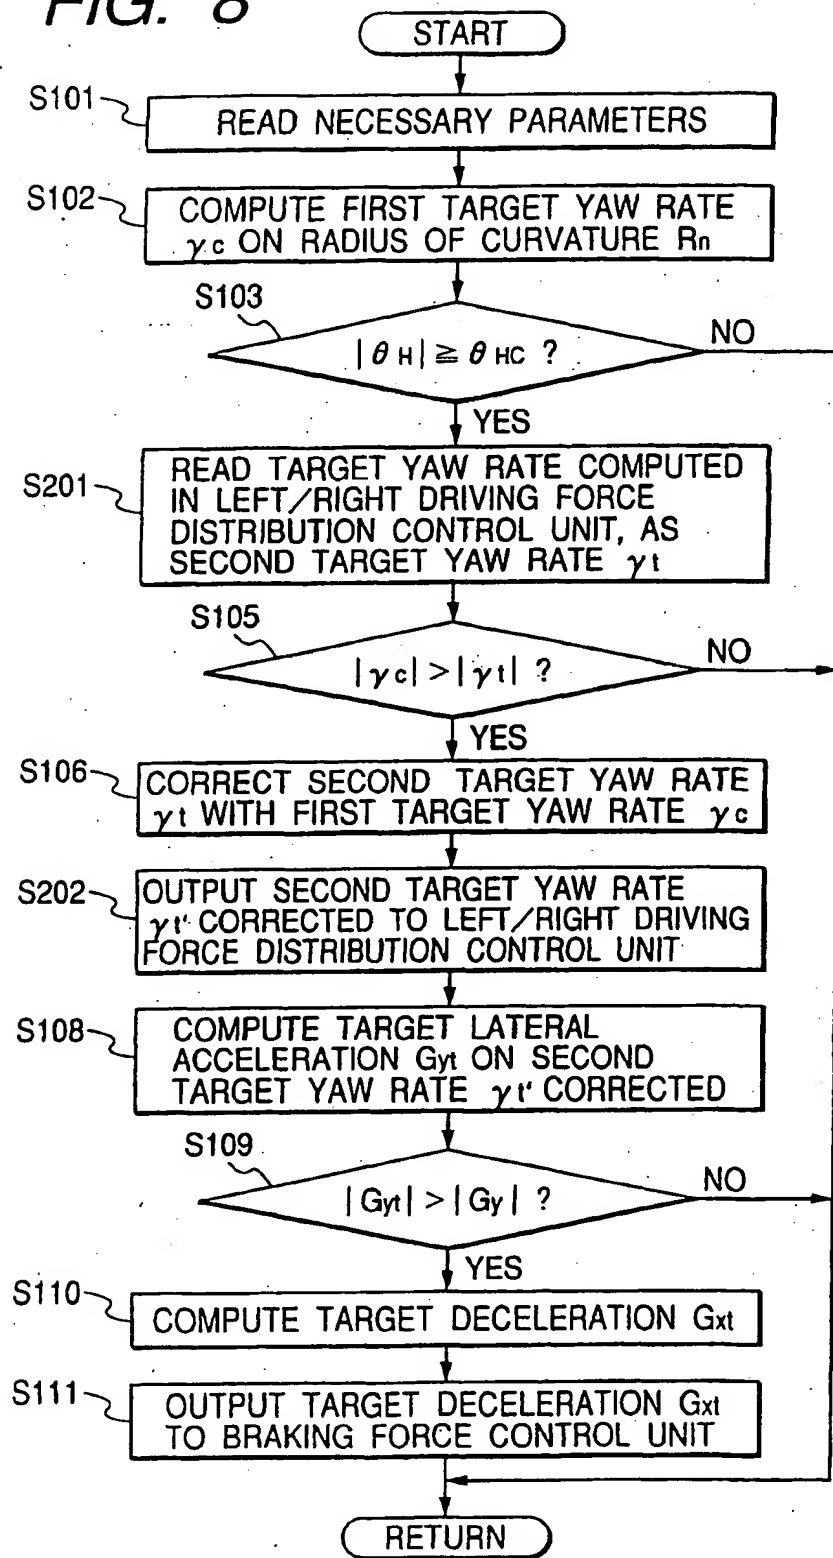 FIG. 8
START
S101
READ NECESSARY PARAMETERS
S102
COMPUTE FIRST TARGET YAW RATE
γc ON RADIUS OF CURVATURE Rn
S103
|θH| ≧ θHC ?
NO
YES
S201
READ TARGET YAW RATE COMPUTED
IN LEFT/RIGHT DRIVING FORCE
DISTRIBUTION CONTROL UNIT, AS
SECOND TARGET YAW RATE γt
S105
|γc| > |γt| ?
NO
YES
S106
CORRECT SECOND TARGET YAW RATE
γt WITH FIRST TARGET YAW RATE γc
S202
OUTPUT SECOND TARGET YAW RATE
γt' CORRECTED TO LEFT/RIGHT DRIVING
FORCE DISTRIBUTION CONTROL UNIT
S108
COMPUTE TARGET LATERAL
ACCELERATION Gyt ON SECOND
TARGET YAW RATE γt' CORRECTED
S109
|Gyt| > |Gy| ?
NO
YES
S110
COMPUTE TARGET DECELERATION Gxt
S111
OUTPUT TARGET DECELERATION Gxt
TO BRAKING FORCE CONTROL UNIT
RETURN